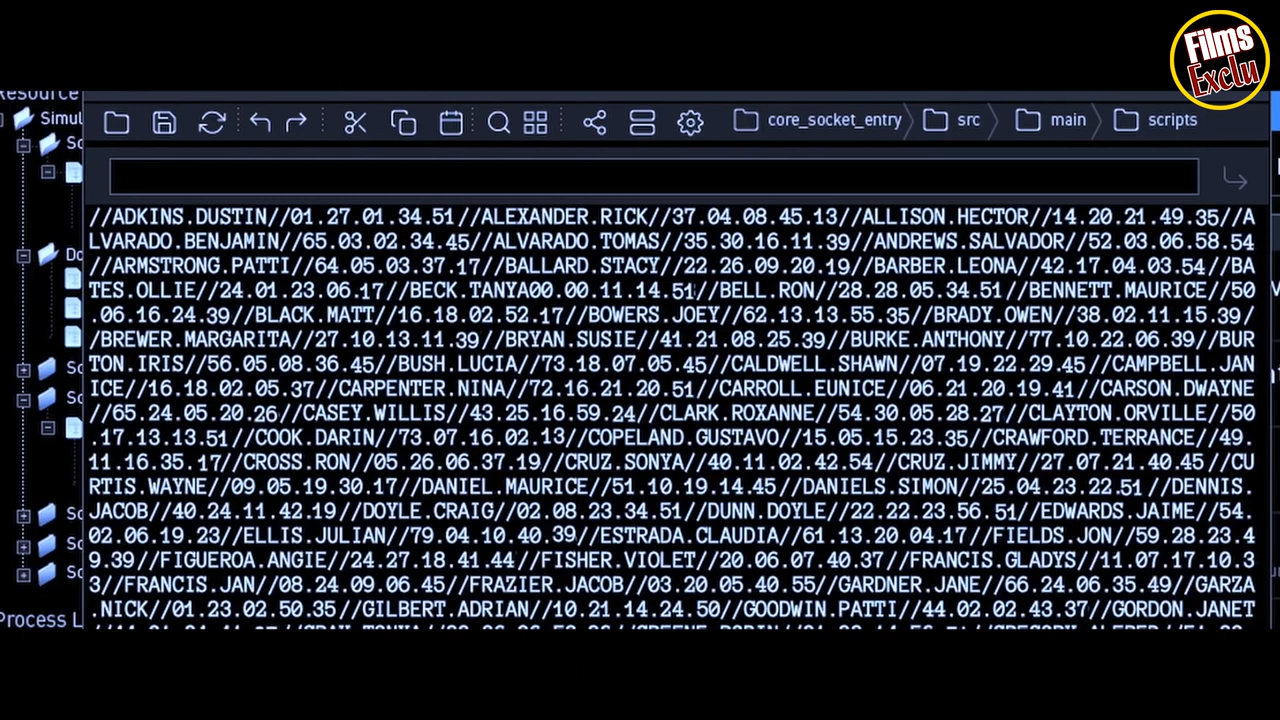 Films
Exclu
Resource
Simul
core_socket_entry
src
main
scripts
//ADKINS.DUSTIN//01.27.01.34.51//ALEXANDER.RICK//37.04.08.45.13//ALLISON.HECTOR//14.20.21.49.35//A
LVARADO.BENJAMIN//65.03.02.34.45//ALVARADO.TOMAS//35.30.16.11.39//ANDREWS.SALVADOR//52.03.06.58.54
//ARMSTRONG.PATTI//64.05.03.37.17//BALLARD.STACY//22.26.09.20.19//BARBER.LEONA//42.17.04.03.54//BA
TES.OLLIE//24.01.23.06.17//BECK.TANYA00.00.11.14.51//BELL.RON//28.28.05.34.51//BENNETT.MAURICE//50
.06.16.24.39//BLACK.MATT//16.18.02.52.17//BOWERS.JOEY//62.13.13.55.35//BRADY.OWEN//38.02.11.15.39/
/BREWER.MARGARITA//27.10.13.11.39//BRYAN.SUSIE//41.21.08.25.39//BURKE.ANTHONY//77.10.22.06.39//BUR
TON.IRIS//56.05.08.36.45//BUSH.LUCIA//73.18.07.05.45//CALDWELL.SHAWN//07.19.22.29.45//CAMPBELL.JAN
ICE//16.18.02.05.37//CARPENTER.NINA//72.16.21.20.51//CARROLL.EUNICE//06.21.20.19.41//CARSON.DWAYNE
//65.24.05.20.26//CASEY.WILLIS//43.25.16.59.24//CLARK.ROXANNE//54.30.05.28.27//CLAYTON.ORVILLE//50
.17.13.13.51//COOK.DARIN//73.07.16.02.13//COPELAND.GUSTAVO//15.05.15.23.35//CRAWFORD.TERRANCE//49.
11.16.35.17//CROSS.RON//05.26.06.37.19//CRUZ.SONYA//40.11.02.42.54//CRUZ.JIMMY//27.07.21.40.45//CU
RTIS.WAYNE//09.05.19.30.17//DANIEL.MAURICE//51.10.19.14.45//DANIELS.SIMON//25.04.23.22.51//DENNIS.
JACOB//40.24.11.42.19//DOYLE.CRAIG//02.08.23.34.51//DUNN.DOYLE//22.22.23.56.51//EDWARDS.JAIME//54.
02.06.19.23//ELLIS.JULIAN//79.04.10.40.39//ESTRADA.CLAUDIA//61.13.20.04.17//FIELDS.JON//59.28.23.4
9.39//FIGUEROA.ANGIE//24.27.18.41.44//FISHER.VIOLET//20.06.07.40.37//FRANCIS.GLADYS//11.07.17.10.3
3//FRANCIS.JAN//08.24.09.06.45//FRAZIER.JACOB//03.20.05.40.55//GARDNER.JANE//66.24.06.35.49//GARZA
.NICK//01.23.02.50.35//GILBERT.ADRIAN//10.21.14.24.50//GOODWIN.PATTI//44.02.02.43.37//GORDON.JANET
Process L